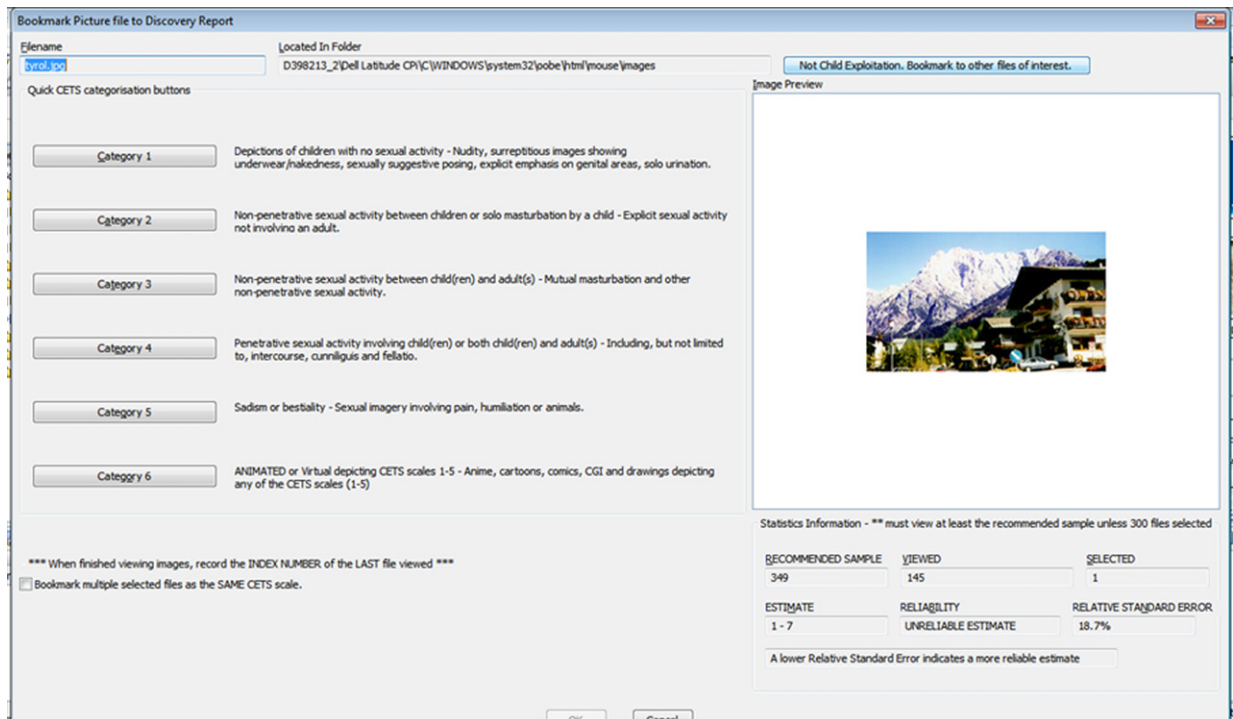 Bookmark Picture file to Discovery Report
Filename
Located In Folder
tyrol.jpg
D398213_2\Dell Latitude CPi\C\WINDOWS\system32\oobe\html\mouse\images
Not Child Exploitation. Bookmark to other files of interest.
Quick CETS categorisation buttons
Image Preview
Category 1
Depictions of children with no sexual activity - Nudity, surreptitious images showing
underwear/nakedness, sexually suggestive posing, explicit emphasis on genital areas, solo urination.
Category 2
Non-penetrative sexual activity between children or solo masturbation by a child - Explicit sexual activity
not involving an adult.
Category 3
Non-penetrative sexual activity between child(ren) and adult(s) - Mutual masturbation and other
non-penetrative sexual activity.
Category 4
Penetrative sexual activity involving child(ren) or both child(ren) and adult(s) - Including, but not limited
to, intercourse, cunniliguis and fellatio.
Category 5
Sadism or bestiality - Sexual imagery involving pain, humiliation or animals.
Category 6
ANIMATED or Virtual depicting CETS scales 1-5 - Anime, cartoons, comics, CGI and drawings depicting
any of the CETS scales (1-5)
Statistics Information - ** must view at least the recommended sample unless 300 files selected
*** When finished viewing images, record the INDEX NUMBER of the LAST file viewed ***
Bookmark multiple selected files as the SAME CETS scale.
RECOMMENDED SAMPLE
VIEWED
SELECTED
349
145
1
ESTIMATE
RELIABILITY
RELATIVE STANDARD ERROR
1 - 7
UNRELIABLE ESTIMATE
18.7%
A lower Relative Standard Error indicates a more reliable estimate
OK
Cancel